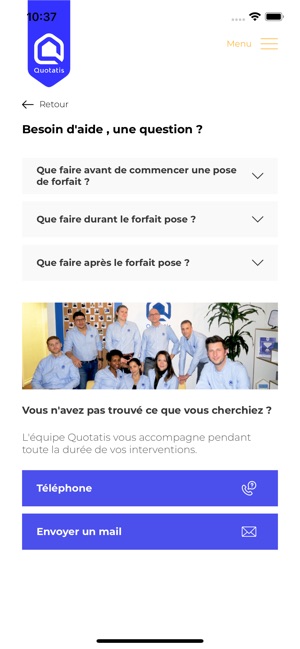 10:37
Quotatis
Menu
Retour
Besoin d'aide , une question ?
Que faire avant de commencer une pose
de forfait ?
Que faire durant le forfait pose ?
Que faire après le forfait pose ?
Vous n'avez pas trouvé ce que vous cherchiez ?
L'équipe Quotatis vous accompagne pendant
toute la durée de vos interventions.
Téléphone
Envoyer un mail